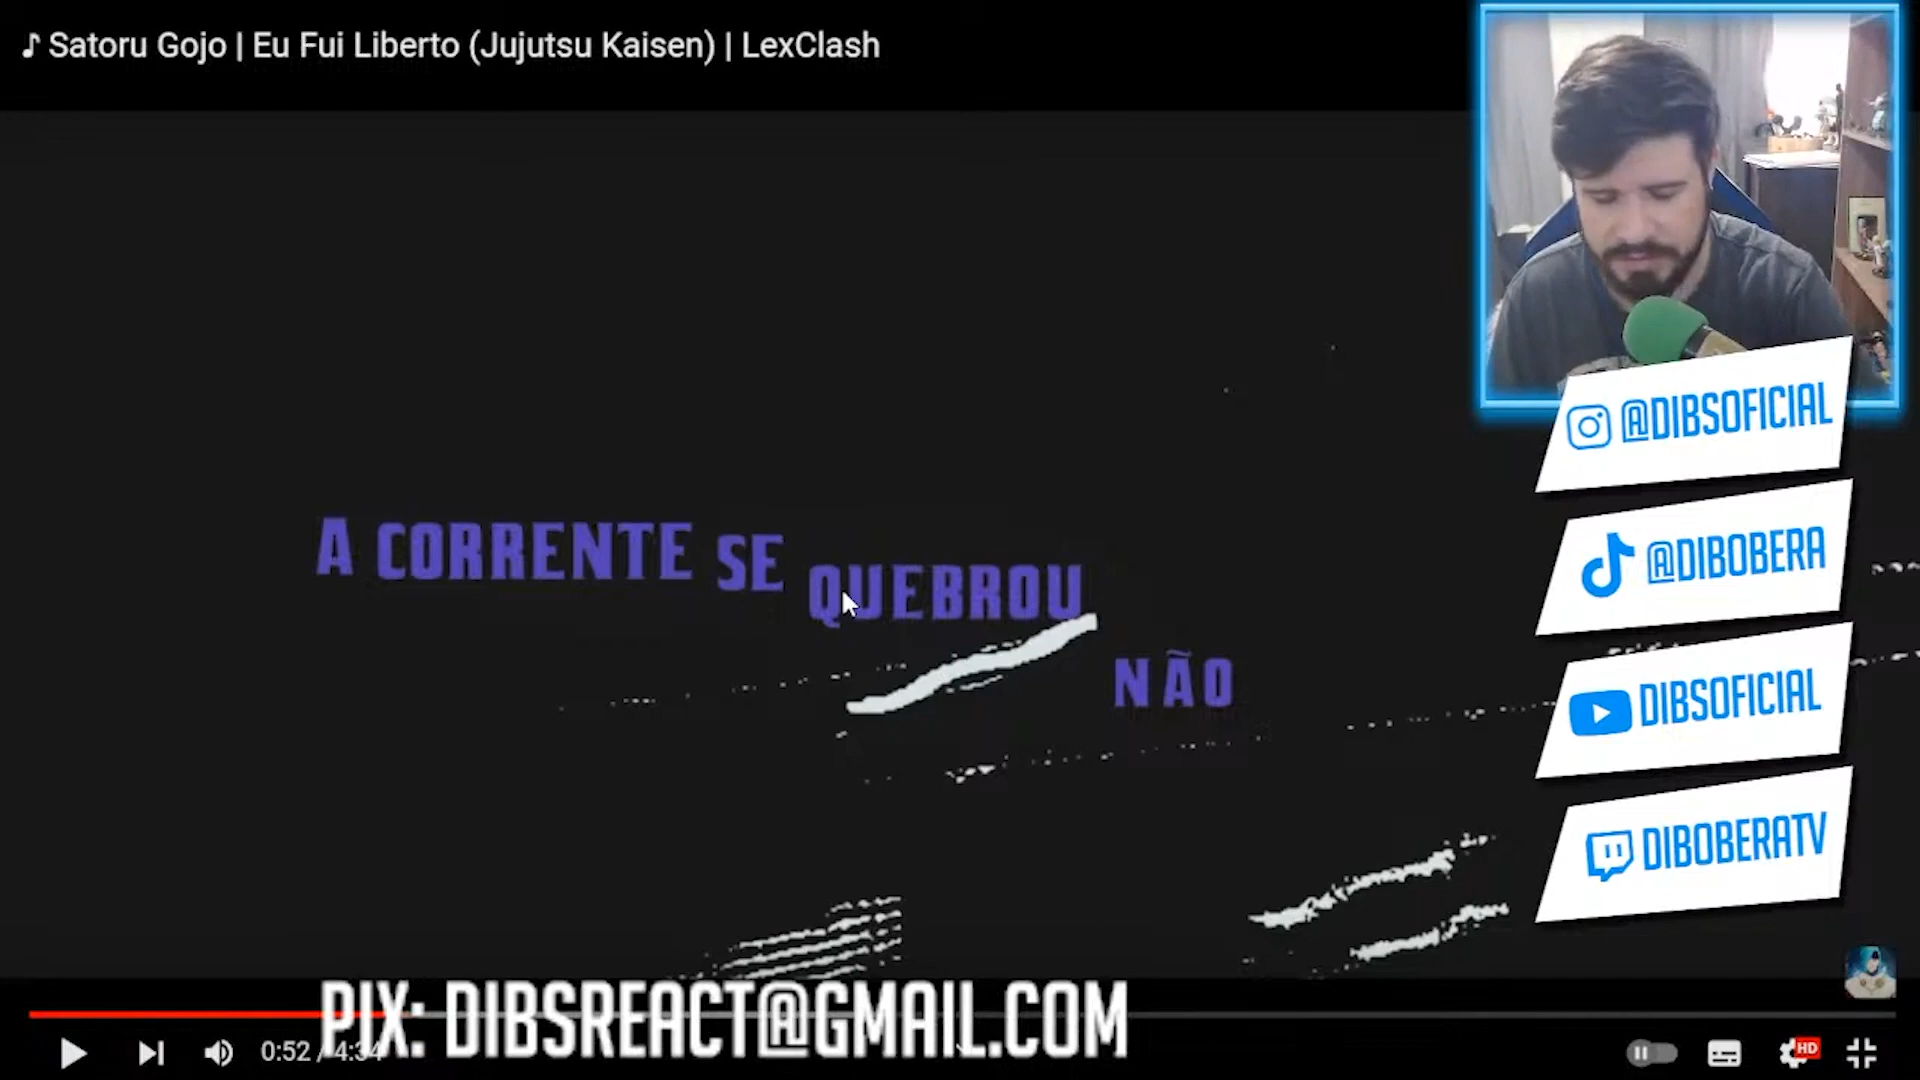 ♪ Satoru Gojo | Eu Fui Liberto (Jujutsu Kaisen) | LexClash
@DIBSOFICIAL
@DIBOBERA
DIBSOFICIAL
DIBOBERATV
A CORRENTE SE QUEBROU
NÃO
PIX: DIBSREACT@GMAIL.COM
0:52 / 4:34
HD